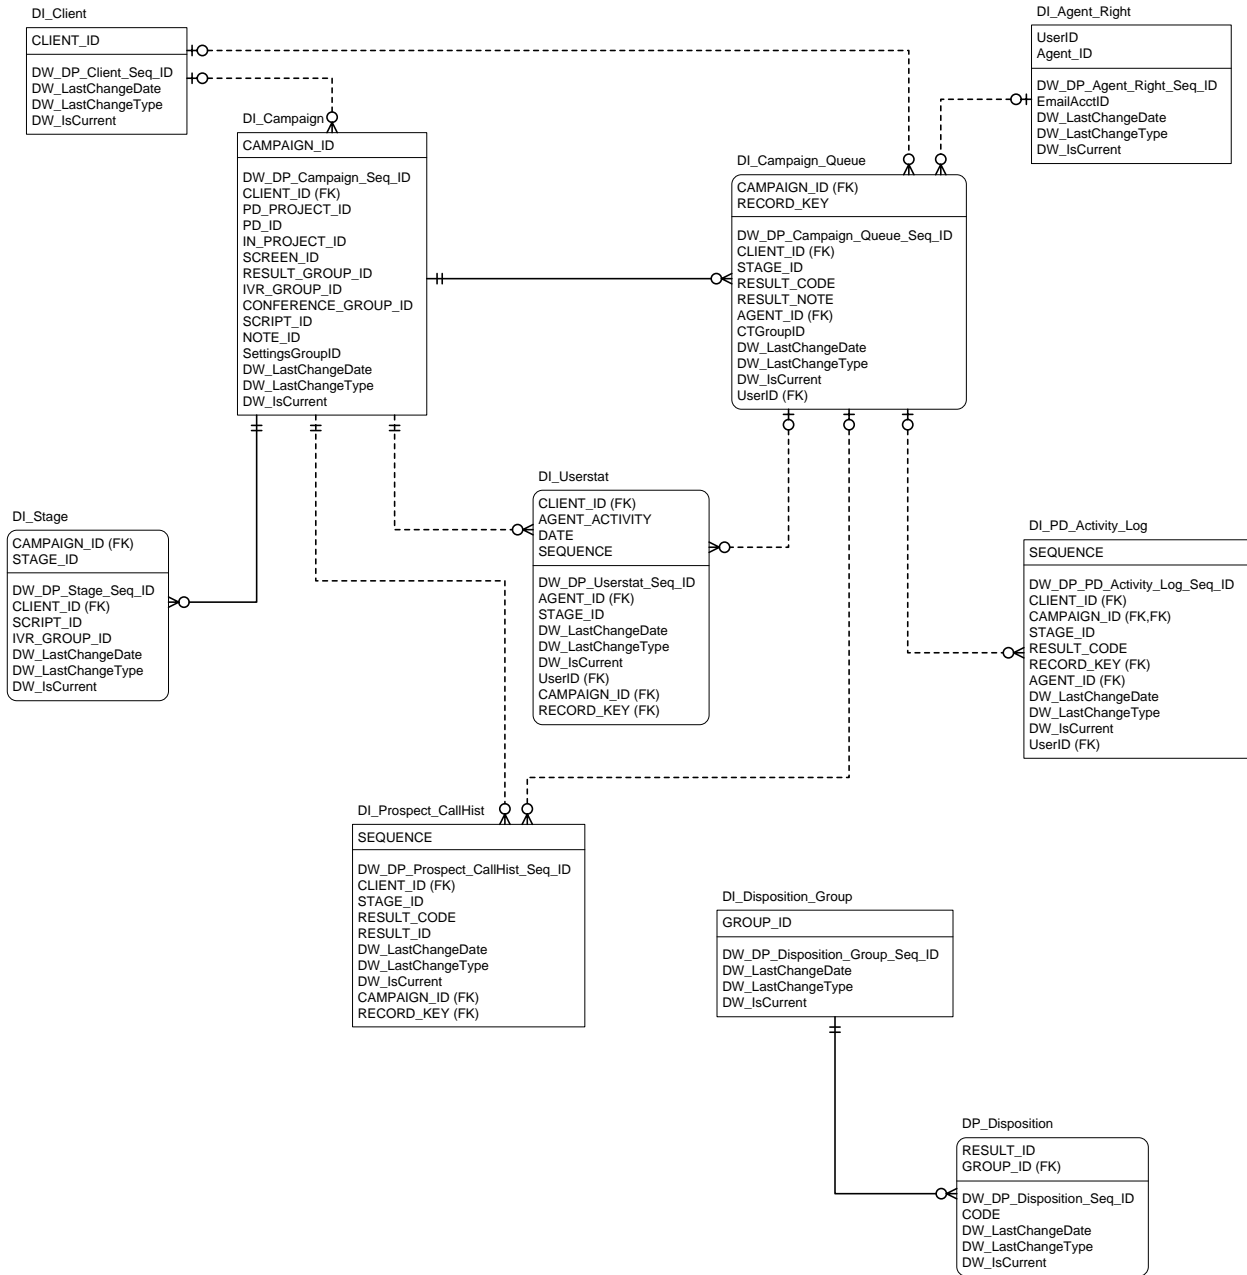 DI_Client
CLIENT_ID
DW_DP_Client_Seq_ID
DW_LastChangeDate
DW_LastChangeType
DW_IsCurrent
DI_Agent_Right
UserID
Agent_ID
DW_DP_Agent_Right_Seq_ID
EmailAcctID
DW_LastChangeDate
DW_LastChangeType
DW_IsCurrent
DI_Campaign
CAMPAIGN_ID
DW_DP_Campaign_Seq_ID
CLIENT_ID (FK)
PD_PROJECT_ID
PD_ID
IN_PROJECT_ID
SCREEN_ID
RESULT_GROUP_ID
IVR_GROUP_ID
CONFERENCE_GROUP_ID
SCRIPT_ID
NOTE_ID
SettingsGroupID
DW_LastChangeDate
DW_LastChangeType
DW_IsCurrent
DI_Campaign_Queue
CAMPAIGN_ID (FK)
RECORD_KEY
DW_DP_Campaign_Queue_Seq_ID
CLIENT_ID (FK)
STAGE_ID
RESULT_CODE
RESULT_NOTE
AGENT_ID (FK)
CTGroupID
DW_LastChangeDate
DW_LastChangeType
DW_IsCurrent
UserID (FK)
DI_Stage
CAMPAIGN_ID (FK)
STAGE_ID
DW_DP_Stage_Seq_ID
CLIENT_ID (FK)
SCRIPT_ID
IVR_GROUP_ID
DW_LastChangeDate
DW_LastChangeType
DW_IsCurrent
DI_Userstat
CLIENT_ID (FK)
AGENT_ACTIVITY
DATE
SEQUENCE
DW_DP_Userstat_Seq_ID
AGENT_ID (FK)
STAGE_ID
DW_LastChangeDate
DW_LastChangeType
DW_IsCurrent
UserID (FK)
CAMPAIGN_ID (FK)
RECORD_KEY (FK)
DI_PD_Activity_Log
SEQUENCE
DW_DP_PD_Activity_Log_Seq_ID
CLIENT_ID (FK)
CAMPAIGN_ID (FK,FK)
STAGE_ID
RESULT_CODE
RECORD_KEY (FK)
AGENT_ID (FK)
DW_LastChangeDate
DW_LastChangeType
DW_IsCurrent
UserID (FK)
DI_Prospect_CallHist
SEQUENCE
DW_DP_Prospect_CallHist_Seq_ID
CLIENT_ID (FK)
STAGE_ID
RESULT_CODE
RESULT_ID
DW_LastChangeDate
DW_LastChangeType
DW_IsCurrent
CAMPAIGN_ID (FK)
RECORD_KEY (FK)
DI_Disposition_Group
GROUP_ID
DW_DP_Disposition_Group_Seq_ID
DW_LastChangeDate
DW_LastChangeType
DW_IsCurrent
DP_Disposition
RESULT_ID
GROUP_ID (FK)
DW_DP_Disposition_Seq_ID
CODE
DW_LastChangeDate
DW_LastChangeType
DW_IsCurrent